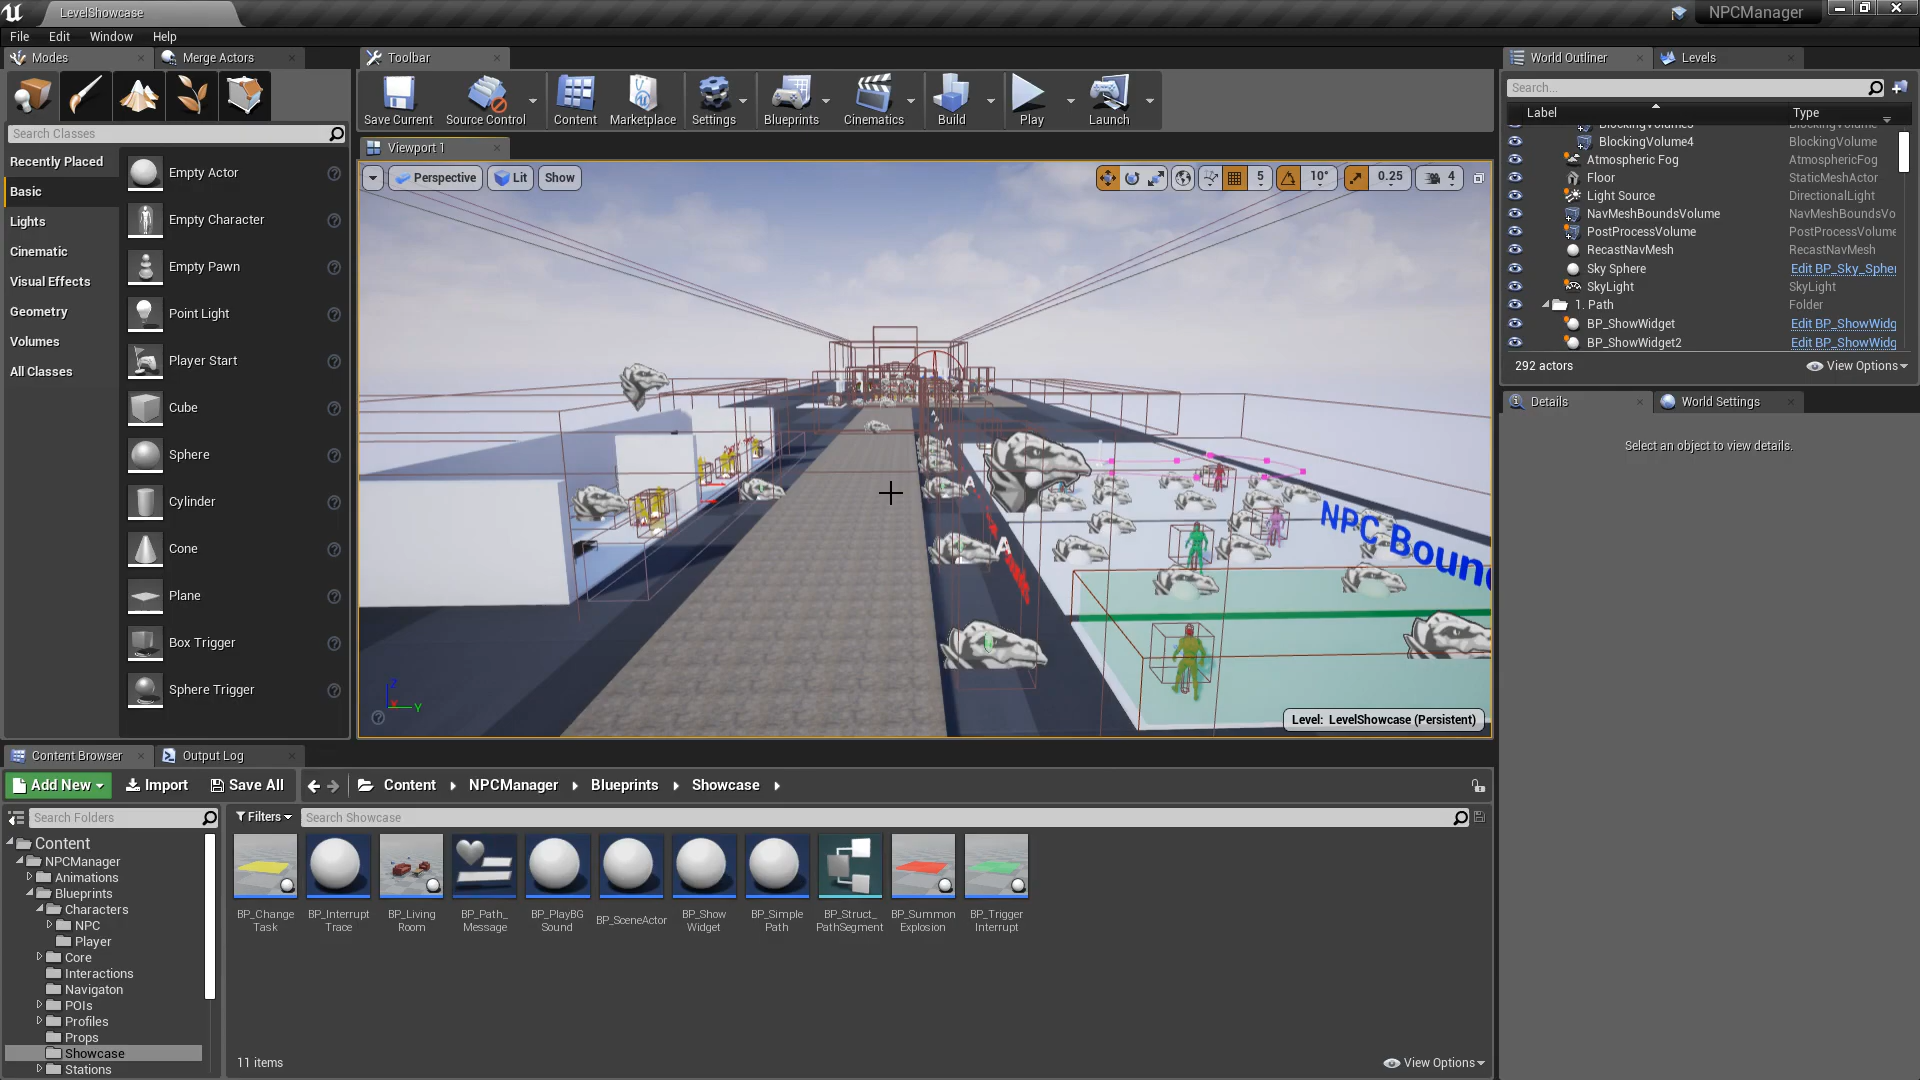 LevelShowcase
NPCManager
File Edit Window Help
Modes
Merge Actors
Search Classes
Recently Placed
Basic
Lights
Cinematic
Visual Effects
Geometry
Volumes
All Classes
Empty Actor
Empty Character
Empty Pawn
Point Light
Player Start
Cube
Sphere
Cylinder
Cone
Plane
Box Trigger
Sphere Trigger
Toolbar
Save Current
Source Control
Content
Marketplace
Settings
Blueprints
Cinematics
Build
Play
Launch
Viewport 1
Perspective
Lit
Show
5
10°
0.25
4
A
A
NPC Boun
Z
Y
Level: LevelShowcase (Persistent)
World Outliner
Levels
Search...
Label Type
BlockingVolume4 BlockingVolume
Atmospheric Fog AtmosphericFog
Floor StaticMeshActor
Light Source DirectionalLight
NavMeshBoundsVolume NavMeshBoundsVo
PostProcessVolume PostProcessVolume
RecastNavMesh RecastNavMesh
Sky Sphere Edit BP_Sky_Spher
SkyLight SkyLight
1. Path Folder
BP_ShowWidget Edit BP_ShowWidg
BP_ShowWidget2 Edit BP_ShowWidg
292 actors
View Options
Details
World Settings
Select an object to view details.
Content Browser
Output Log
Add New
Import
Save All
Content
NPCManager
Blueprints
Showcase
Search Folders
Content
NPCManager
Animations
Blueprints
Characters
NPC
Player
Core
Interactions
Navigaton
POIs
Profiles
Props
Showcase
Stations
Filters
Search Showcase
BP_Change
Task
BP_Interrupt
Trace
BP_Living
Room
BP_Path_
Message
BP_PlayBG
Sound
BP_SceneActor
BP_Show
Widget
BP_Simple
Path
BP_Struct_
PathSegment
BP_Summon
Explosion
BP_Trigger
Interrupt
11 items
View Options